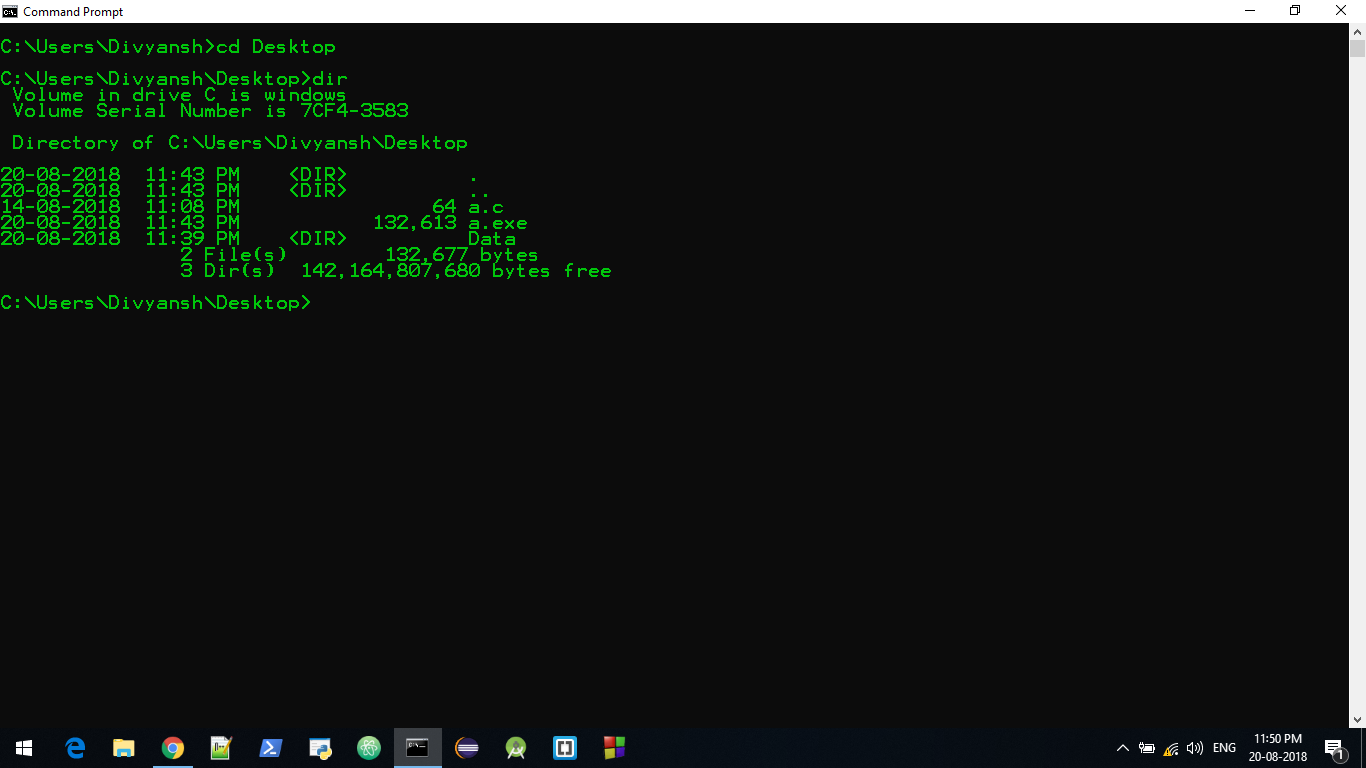 Command Prompt
C:\Users\Divyansh>cd Desktop
C:\Users\Divyansh\Desktop>dir
 Volume in drive C is windows
 Volume Serial Number is 7CF4-3583
 Directory of C:\Users\Divyansh\Desktop
20-08-2018  11:43 PM    <DIR>          .
20-08-2018  11:43 PM    <DIR>          ..
14-08-2018  11:08 PM                64 a.c
20-08-2018  11:43 PM           132,613 a.exe
20-08-2018  11:39 PM    <DIR>          Data
               2 File(s)        132,677 bytes
               3 Dir(s)  142,164,807,680 bytes free
C:\Users\Divyansh\Desktop>
ENG
11:50 PM
20-08-2018
1